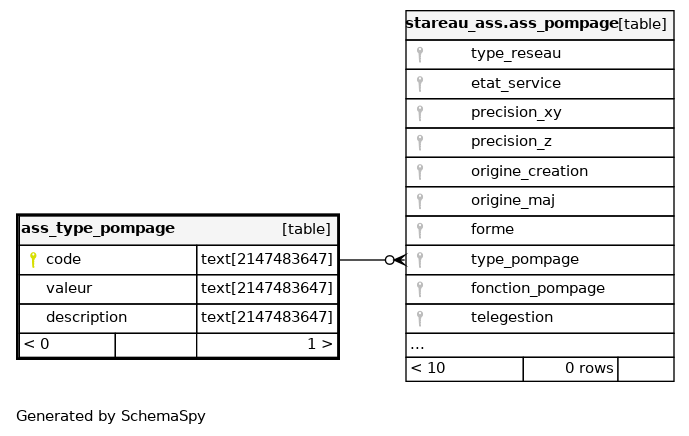 stareau_ass.ass_pompage [table]
type_reseau
etat_service
precision_xy
precision_z
origine_creation
origine_maj
forme
type_pompage
fonction_pompage
telegestion
...
< 10 0 rows
ass_type_pompage [table]
code text[2147483647]
valeur text[2147483647]
description text[2147483647]
< 0 1 >
Generated by SchemaSpy